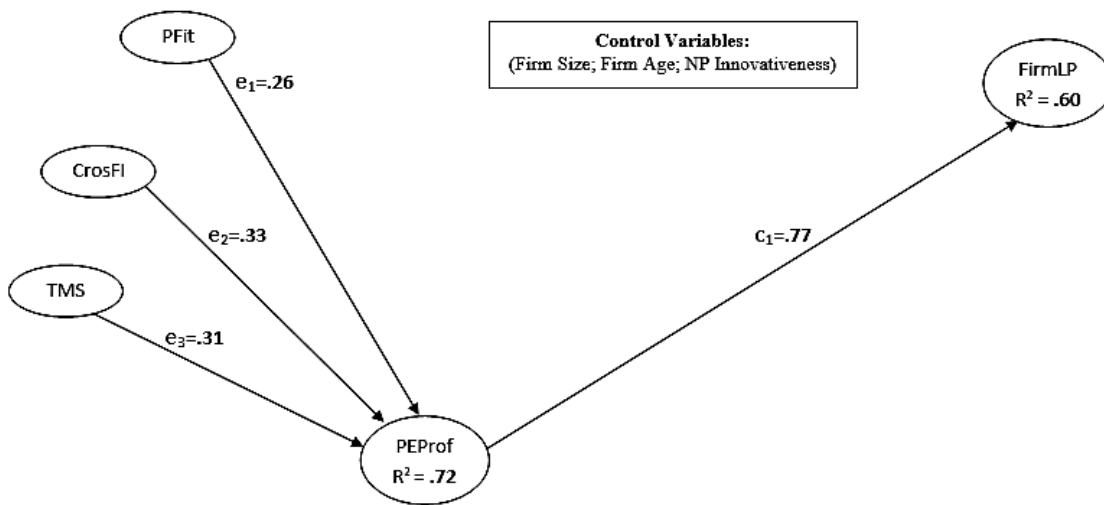 PFit
Control Variables:
(Firm Size; Firm Age; NP Innovativeness)
FirmLP
R² = .60
e₁=.26
CrosFI
e₂=.33
c₁=.77
TMS
e₃=.31
PEProf
R² = .72